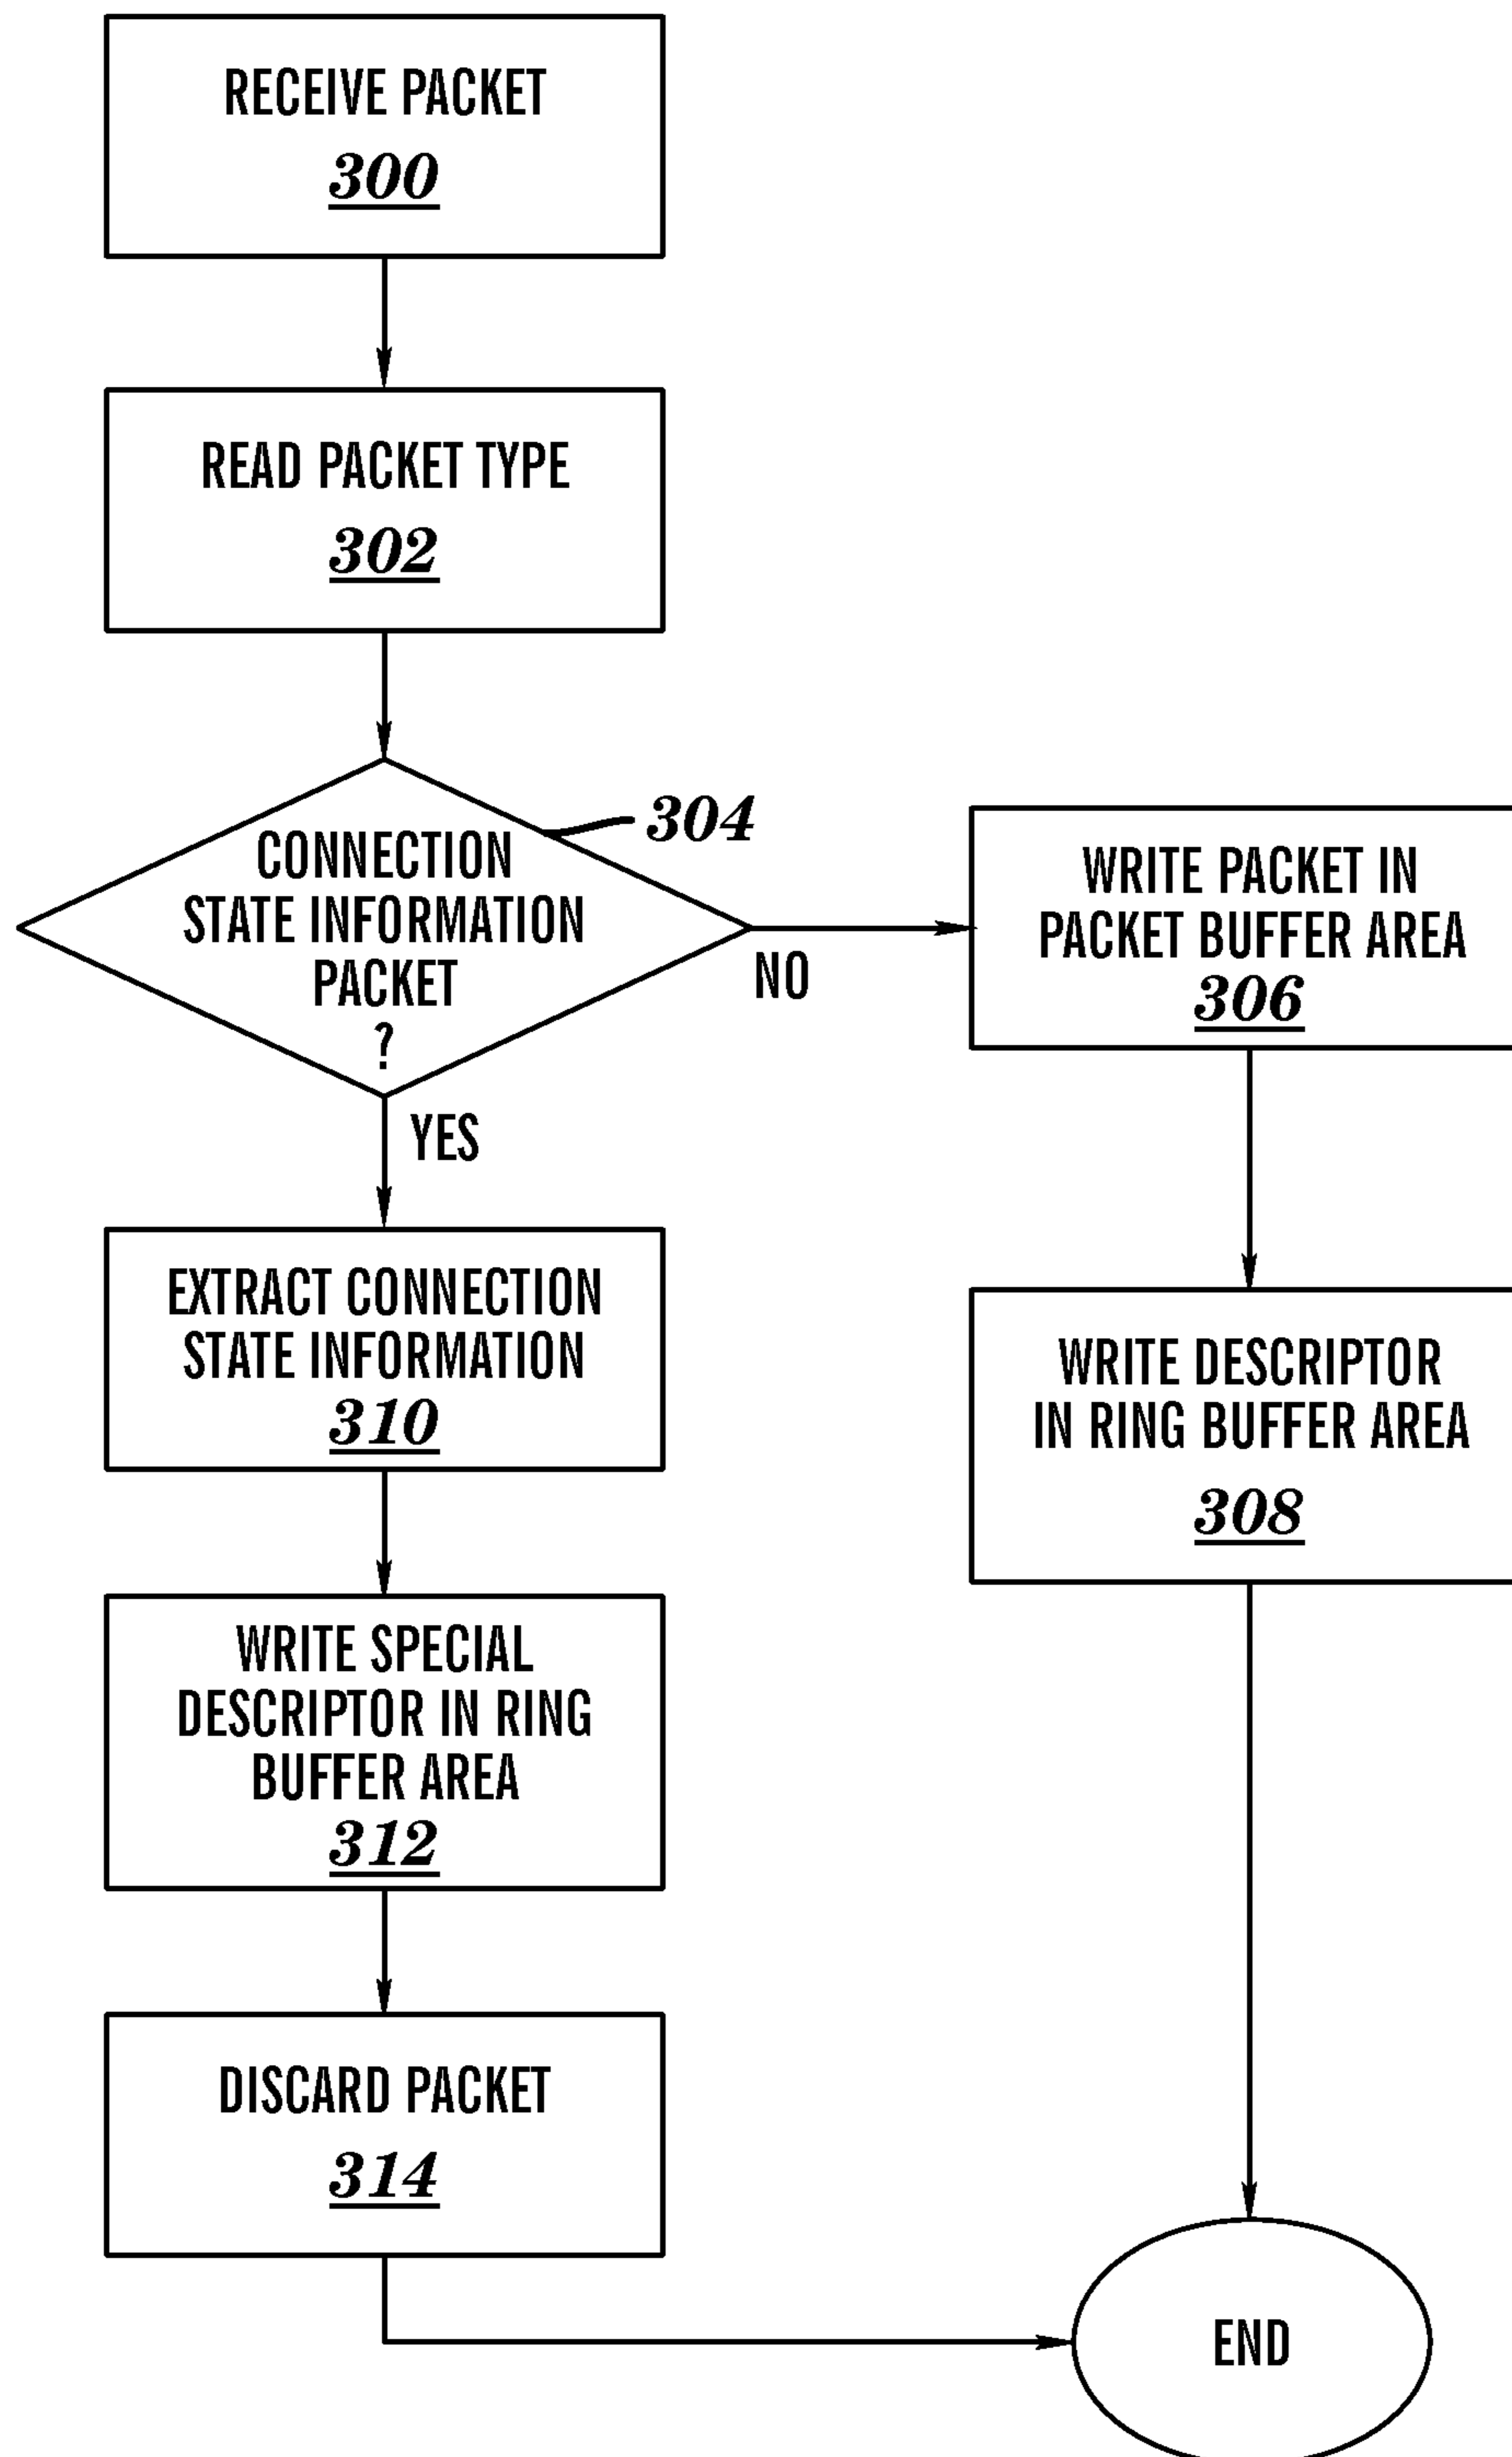 RECEIVE PACKET
300
READ PACKET TYPE
302
304
CONNECTION
STATE INFORMATION
PACKET
?
NO
YES
WRITE PACKET IN
PACKET BUFFER AREA
306
WRITE DESCRIPTOR
IN RING BUFFER AREA
308
EXTRACT CONNECTION
STATE INFORMATION
310
WRITE SPECIAL
DESCRIPTOR IN RING
BUFFER AREA
312
DISCARD PACKET
314
END